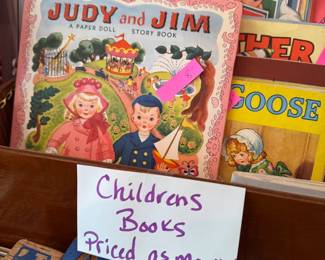 JUDY and JIM
A PAPER DOLL STORY BOOK
THER
GOOSE
Childrens
Books
Priced as